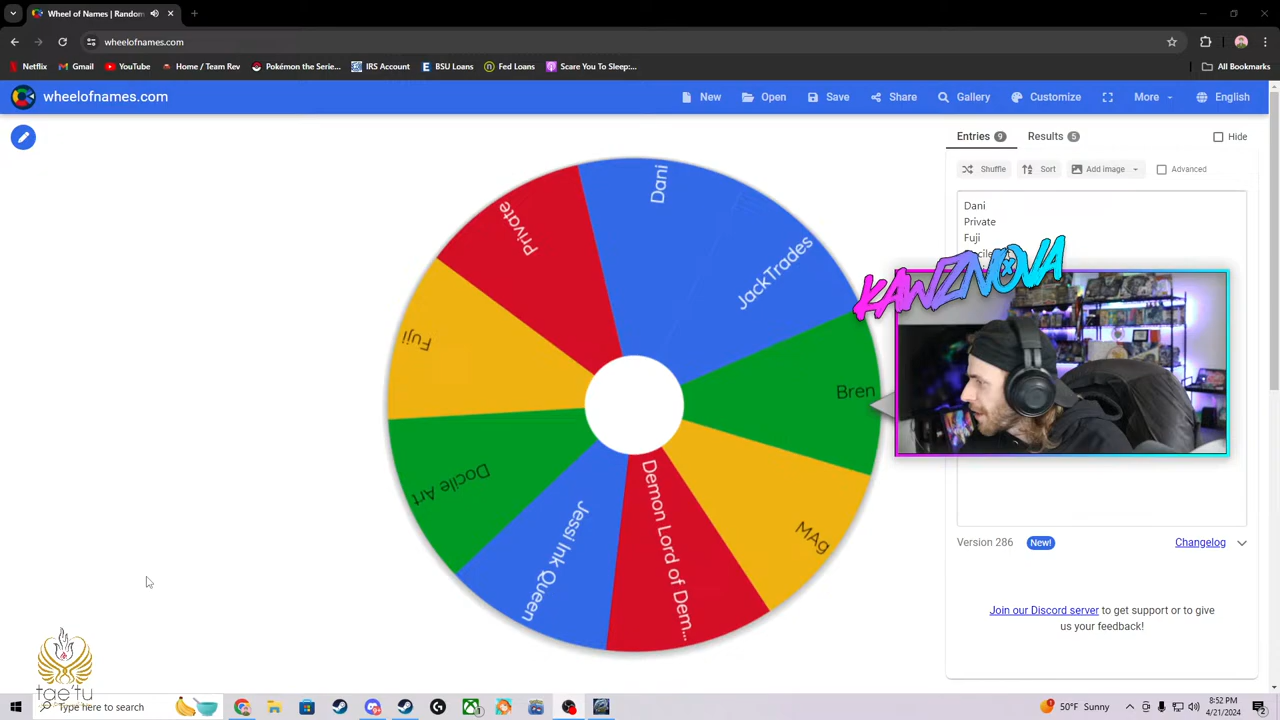 Wheel of Names | Random
wheelofnames.com
Netflix
Gmail
YouTube
Home / Team Rev
Pokémon the Serie...
IRS Account
BSU Loans
Fed Loans
Scare You To Sleep:...
All Bookmarks
wheelofnames.com
New
Open
Save
Share
Gallery
Customize
More
English
Entries 9
Results 5
Hide
Shuffle
Sort
Add image
Advanced
Dani
Private
Fuji
Dani
JackTrades
Bren
MAg
Demon Lord of Dem...
Jessi Ink Queen
Docile Art
Fuji
Private
KAWZNOVA
Version 286 New!
Changelog
Join our Discord server to get support or to give
us your feedback!
tae'tu
Type here to search
50°F Sunny
8:52 PM
4/21/2024